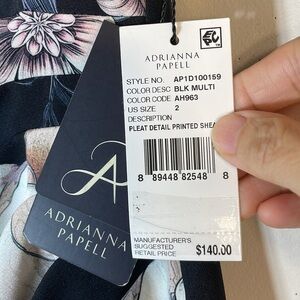 ADRIANNA
PAPELL
STYLE NO. AP1D100159
COLOR DESC BLK MULTI
COLOR CODE AH963
US SIZE 2
DESCRIPTION
PLEAT DETAIL PRINTED SHEA
8 89448 82548 8
MANUFACTURER'S
SUGGESTED
RETAIL PRICE $140.00
A
ADRIANNA
PAPELL